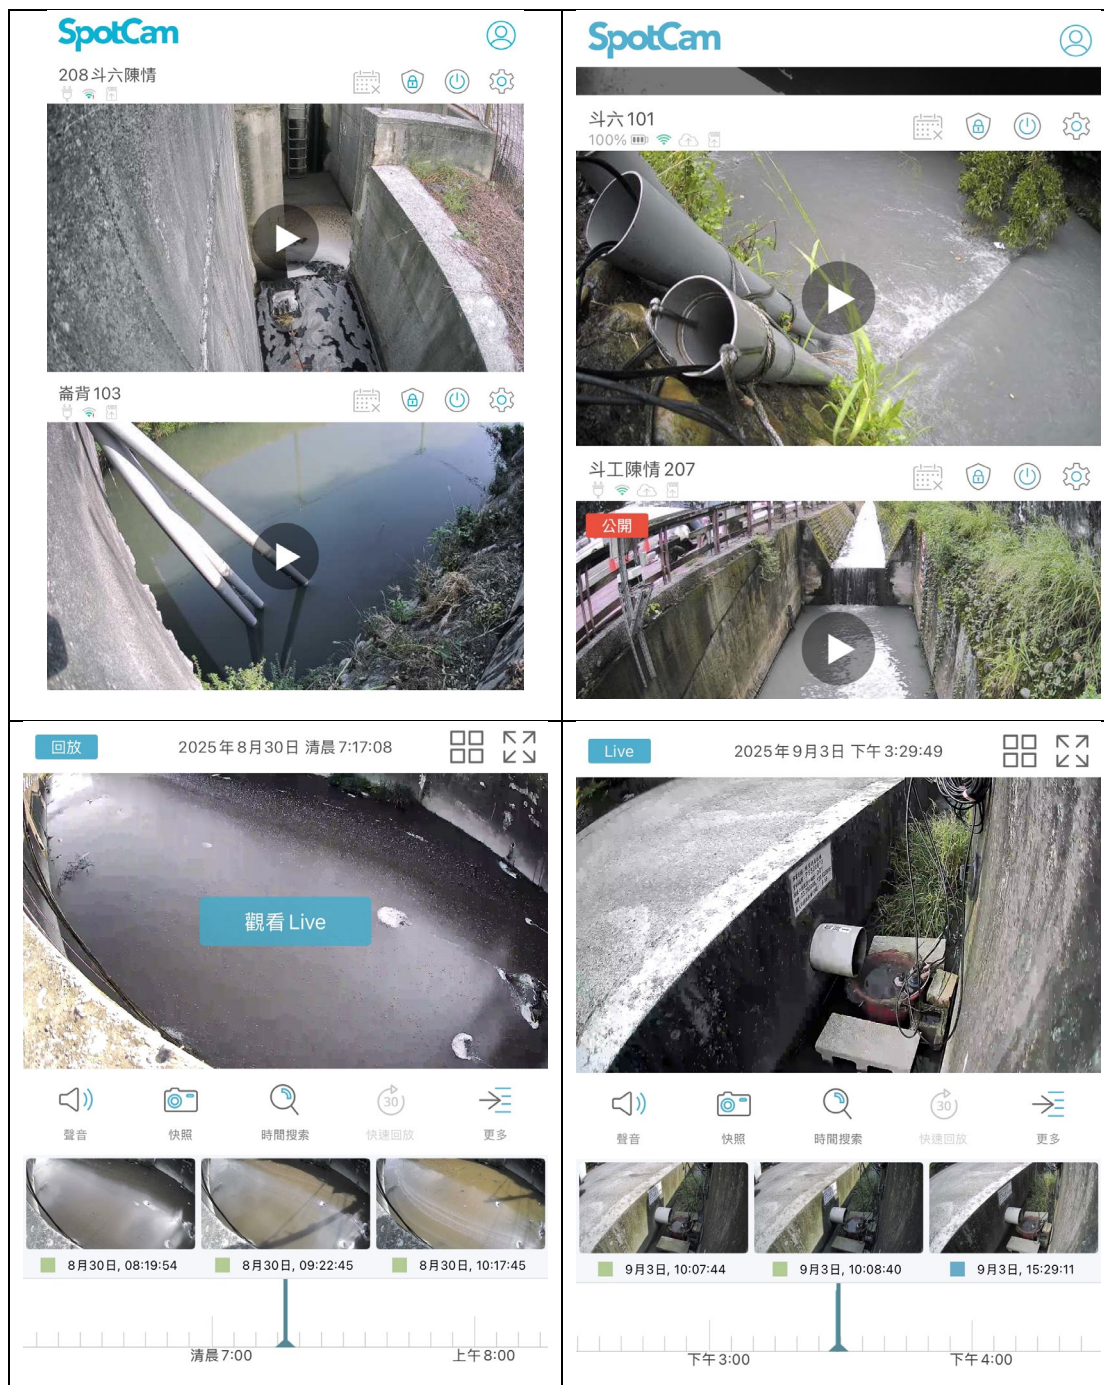 SpotCam
208斗六陳情
崙背103
SpotCam
斗六101
100%
斗工陳情207
公開
回放
2025年8月30日 清晨7:17:08
觀看Live
聲音
快照
時間搜索
30
快速回放
更多
8月30日, 08:19:54
8月30日, 09:22:45
8月30日, 10:17:45
清晨7:00
上午8:00
Live
2025年9月3日 下午3:29:49
聲音
快照
時間搜索
30
快速回放
更多
9月3日, 10:07:44
9月3日, 10:08:40
9月3日, 15:29:11
下午3:00
下午4:00